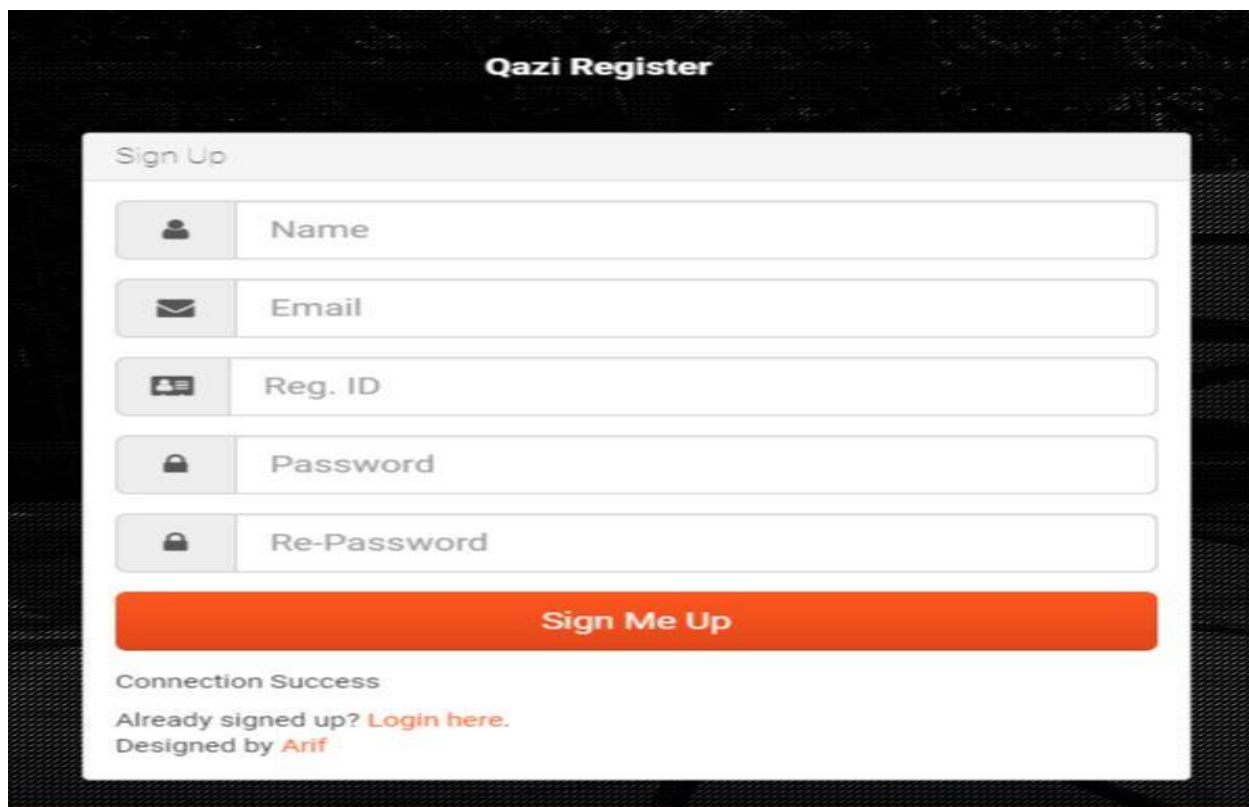 Qazi Register
Sign Up
Name
Email
Reg. ID
Password
Re-Password
Sign Me Up
Connection Success
Already signed up? Login here.
Designed by Arif